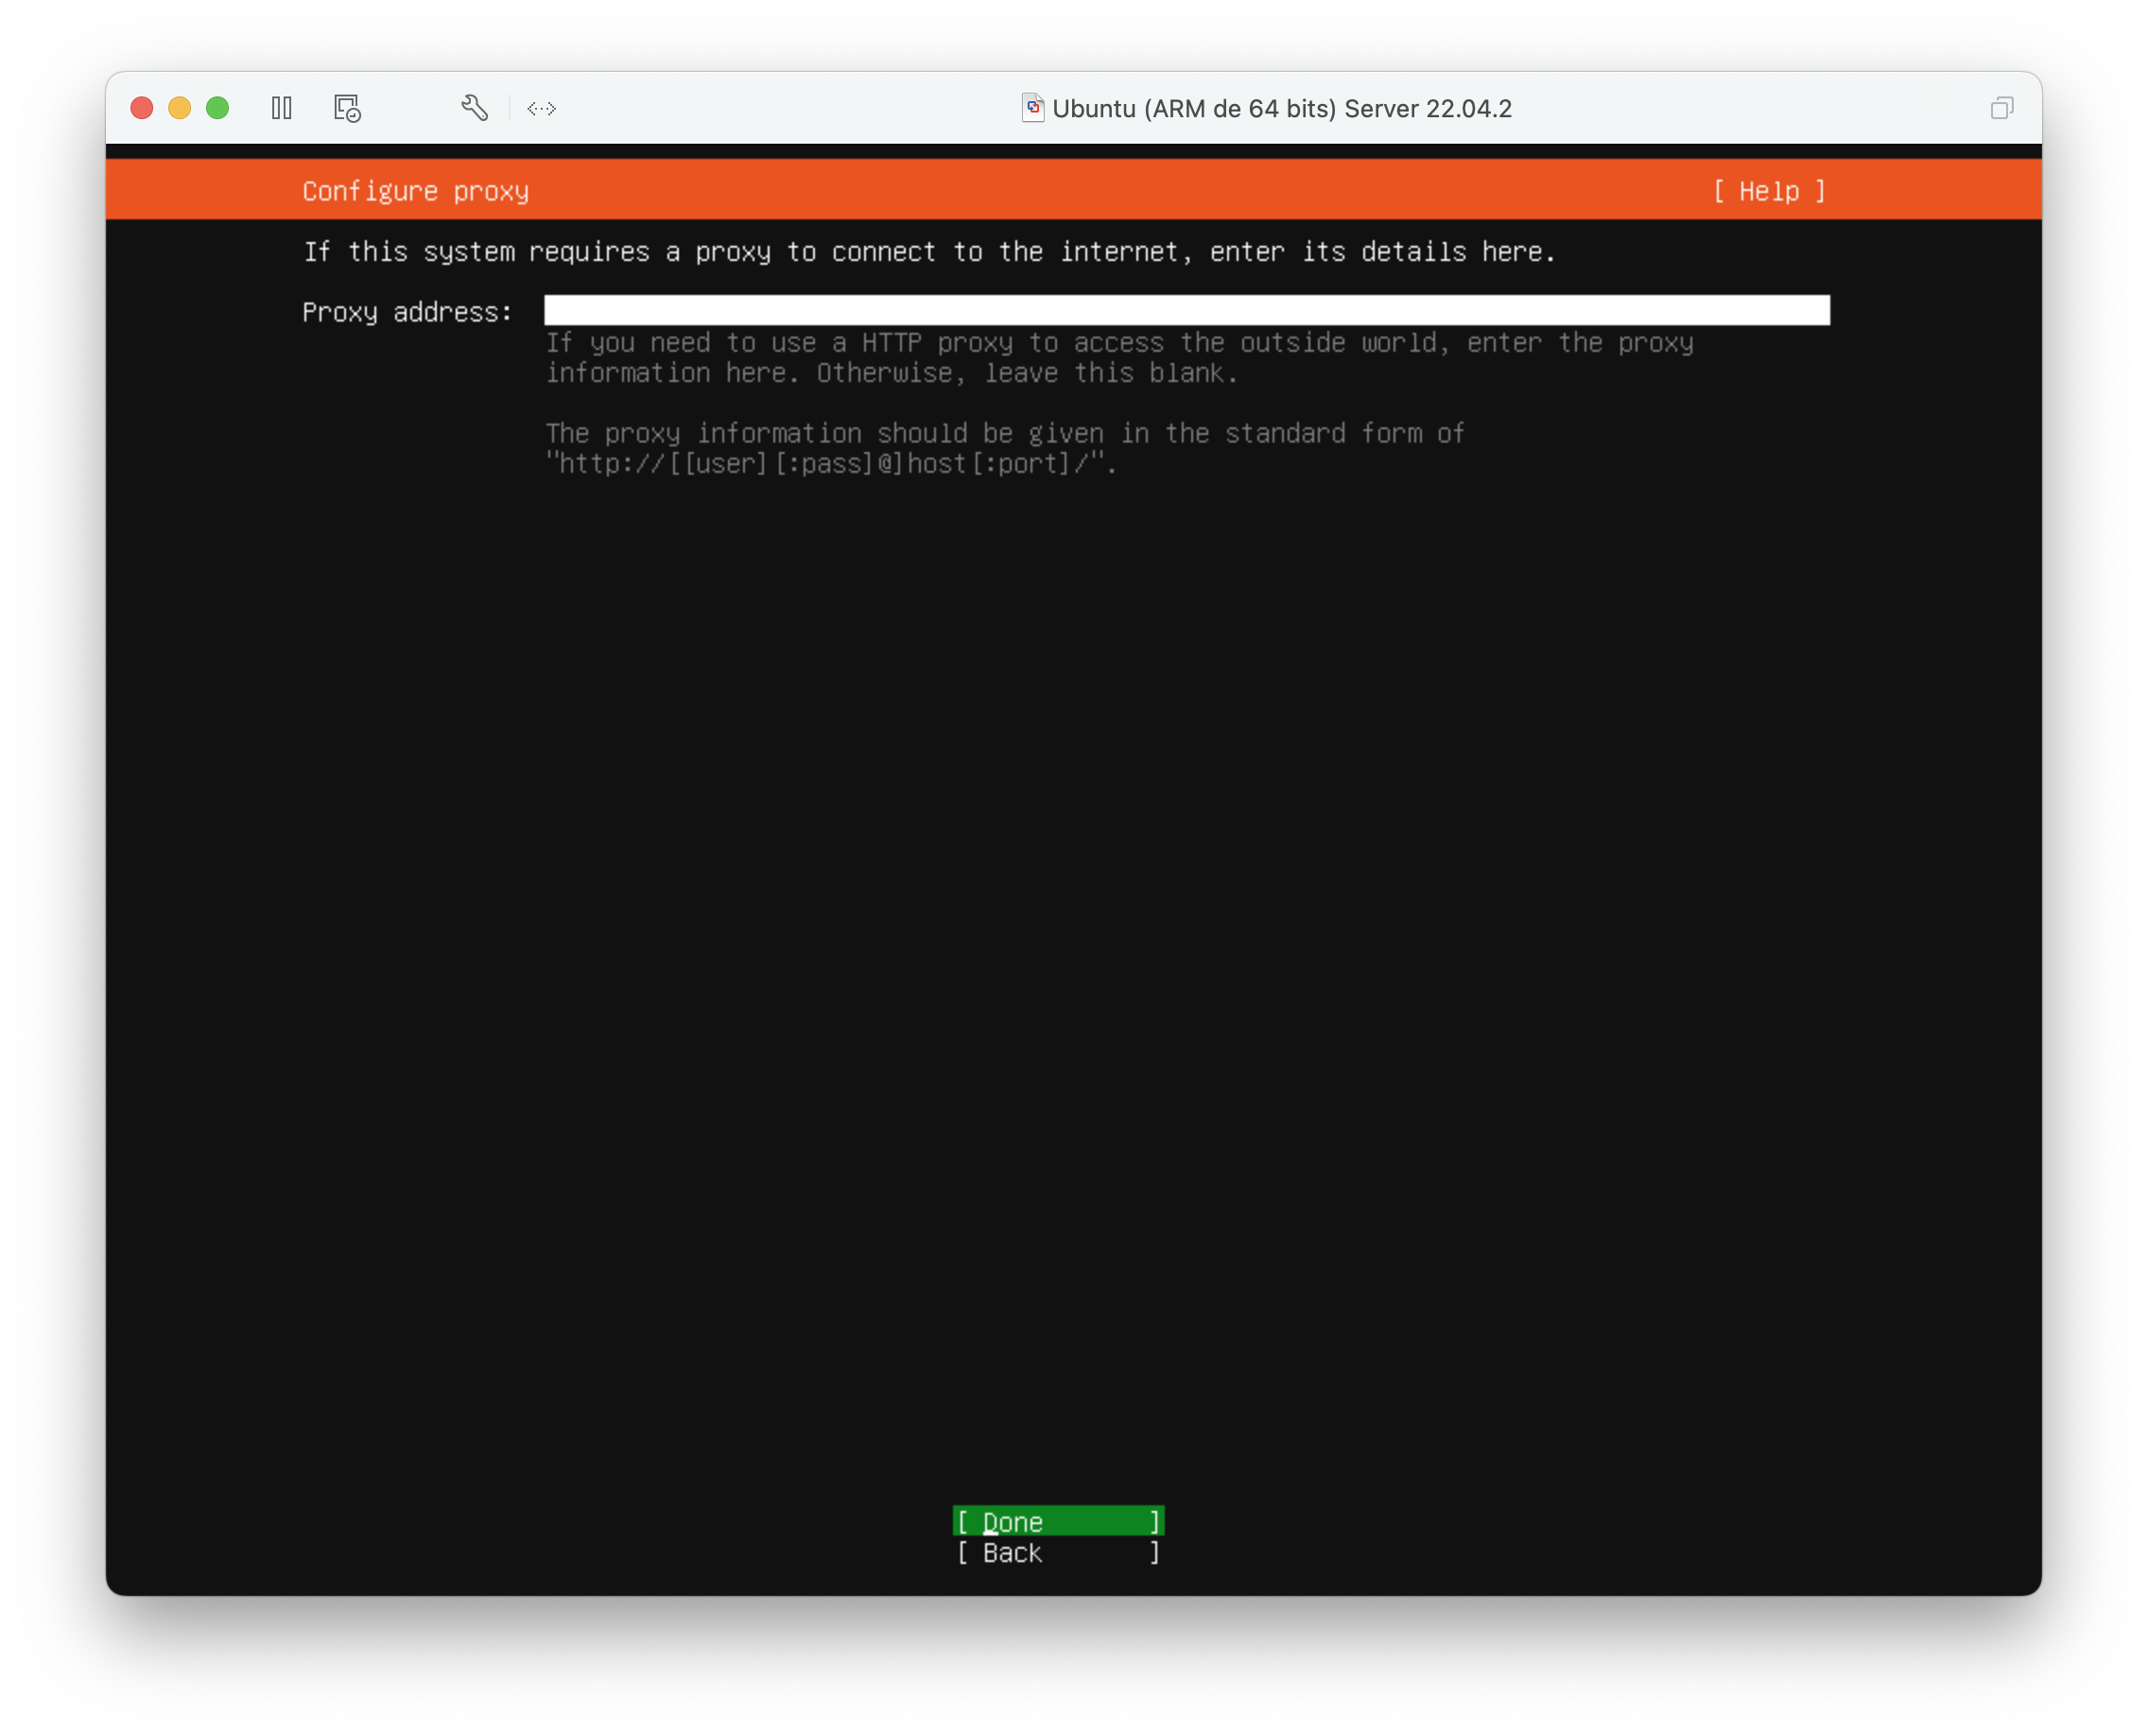 Ubuntu (ARM de 64 bits) Server 22.04.2
Configure proxy [ Help ]
If this system requires a proxy to connect to the internet, enter its details here.
Proxy address:
If you need to use a HTTP proxy to access the outside world, enter the proxy
information here. Otherwise, leave this blank.
The proxy information should be given in the standard form of
"http://[[user][:pass]@]host[:port]/".
[ Done ]
[ Back ]